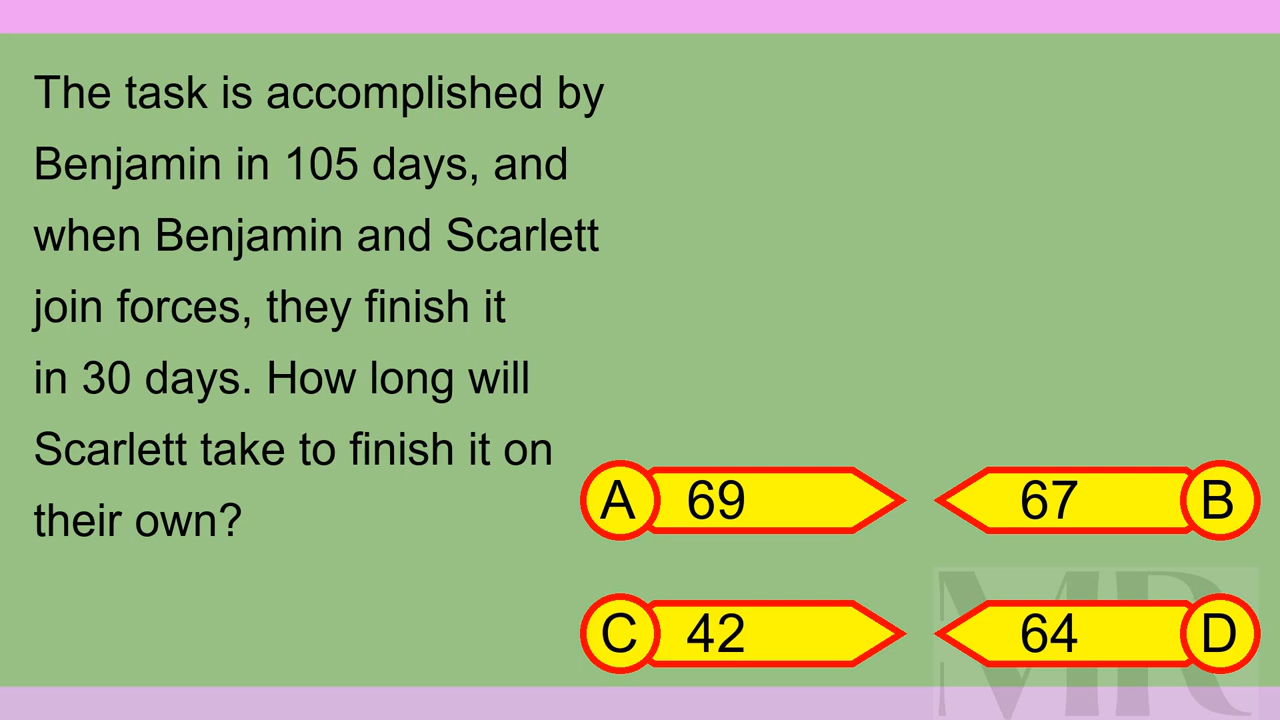 The task is accomplished by
Benjamin in 105 days, and
when Benjamin and Scarlett
join forces, they finish it
in 30 days. How long will
Scarlett take to finish it on
their own?
A 69
67 B
C 42
64 D
MR